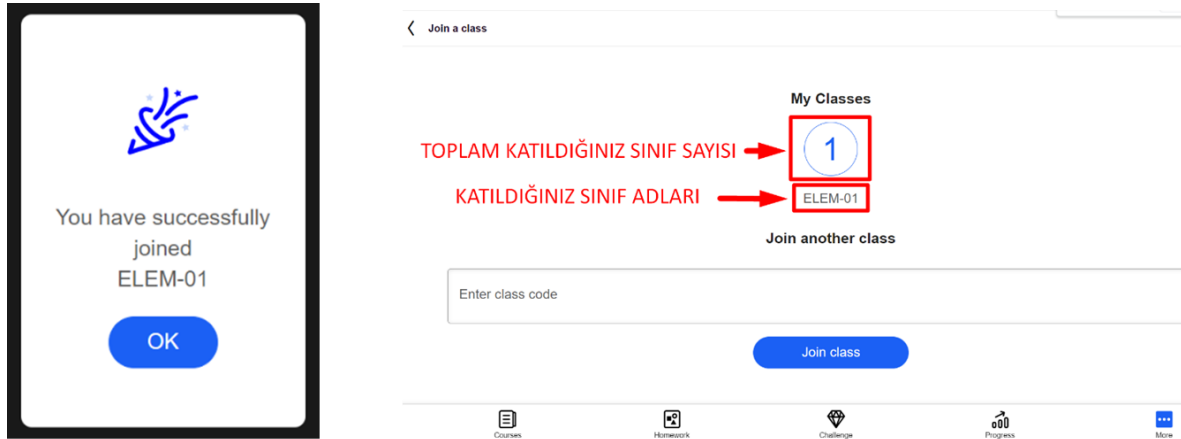 You have successfully
joined
ELEM-01
OK
Join a class
My Classes
TOPLAM KATILDIĞINIZ SINIF SAYISI
1
KATILDIĞINIZ SINIF ADLARI
ELEM-01
Join another class
Enter class code
Join class
Courses
Homework
Challenge
Progress
More